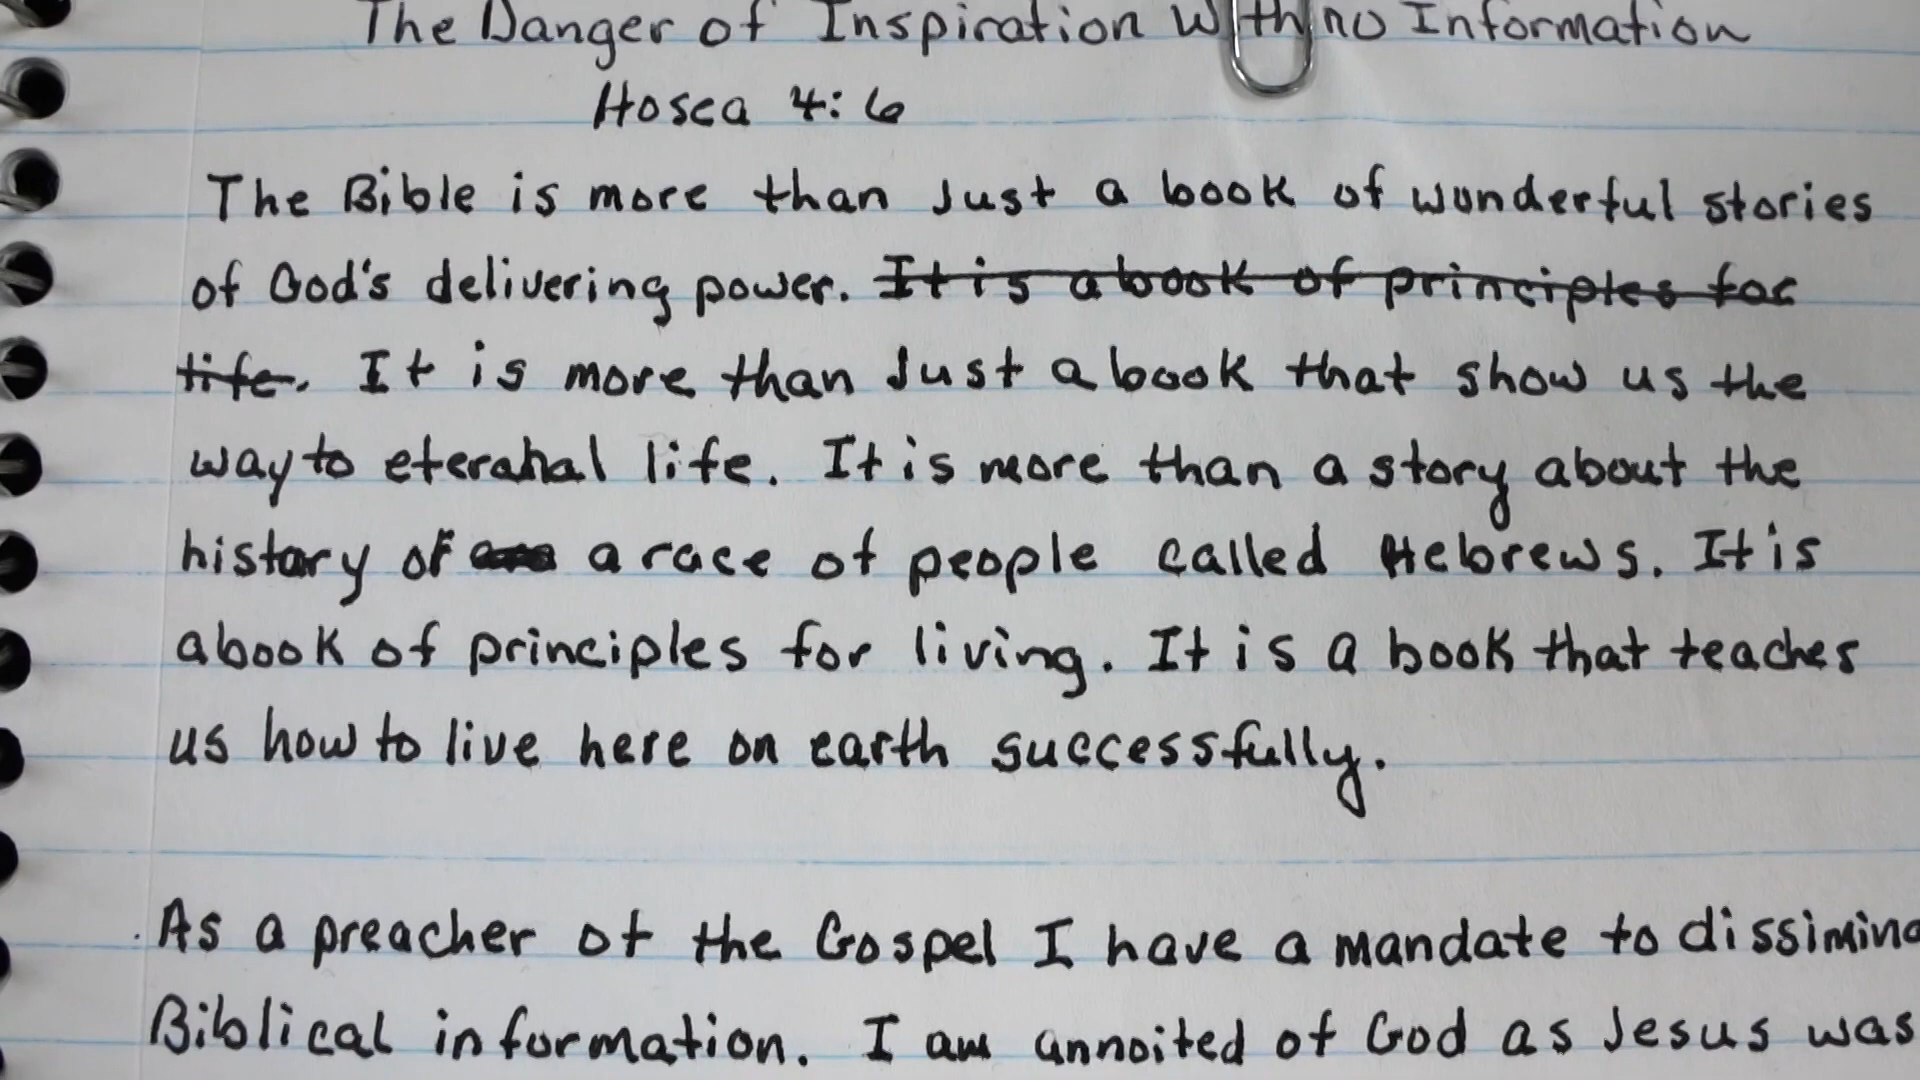 The Danger of Inspiration With no Information
Hosea 4:6
The Bible is more than Just a book of wonderful stories
of God's delivering power. It is a book of principles for
life. It is more than Just a book that show us the
way to eternal life. It is more than a story about the
history of a race of people called Hebrews. It is
a book of principles for living. It is a book that teaches
us how to live here on earth successfully.
As a preacher of the Gospel I have a mandate to dissimina
Biblical information. I am annoited of God as Jesus was